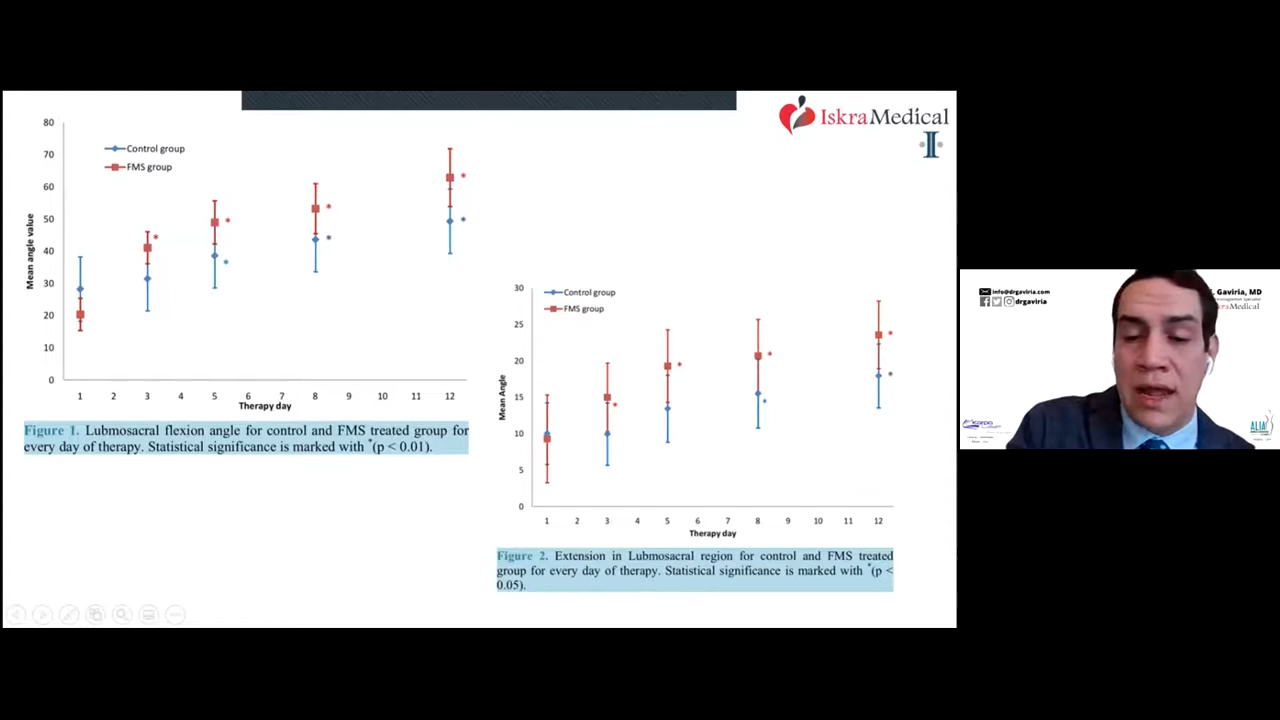 IskraMedical
80
70
60
50
40
30
20
10
0
Mean angle value
Control group
FMS group
*
*
*
*
*
*
*
1 2 3 4 5 6 7 8 9 10 11 12
Therapy day
Figure 1. Lubmosacral flexion angle for control and FMS treated group for
every day of therapy. Statistical significance is marked with *(p < 0.01).
30
25
20
15
10
5
0
Mean Angle
Control group
FMS group
*
*
*
*
*
*
1 2 3 4 5 6 7 8 9 10 11 12
Therapy day
Figure 2. Extension in Lubmosacral region for control and FMS treated
group for every day of therapy. Statistical significance is marked with *(p <
0.05).
info@drgaviria.com
drgaviria
Gaviria, MD
kraMedical
ALIA